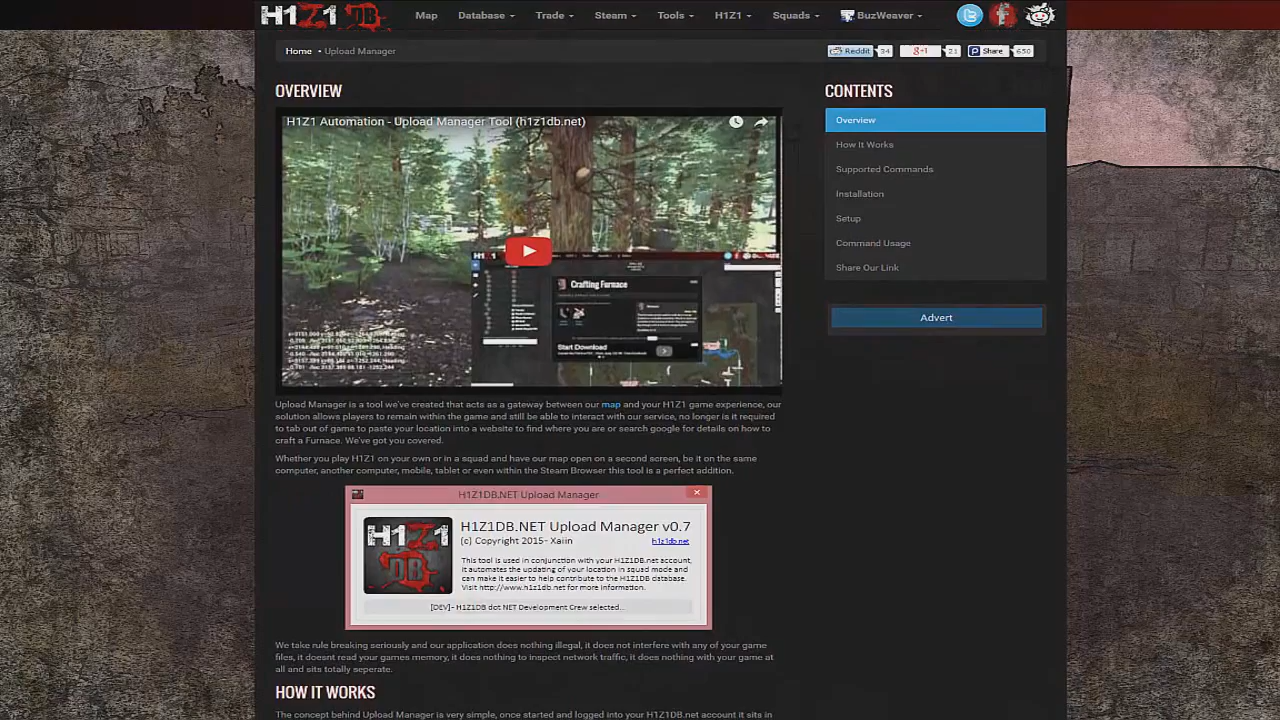 H1Z1 DB Map Database Trade Steam Tools H1Z1 Squads BuzWeaver
Home • Upload Manager
Reddit 34 g+1 21 Share 650
OVERVIEW
H1Z1 Automation - Upload Manager Tool (h1z1db.net)
Crafting Furnace
Start Download
Upload Manager is a tool we've created that acts as a gateway between our map and your H1Z1 game experience, our
solution allows players to remain within the game and still be able to interact with our service, no longer is it required
to tab out of game to paste your location into a website to find where you are or search google for details on how to
craft a Furnace. We've got you covered.
Whether you play H1Z1 on your own or in a squad and have our map open on a second screen, be it on the same
computer, another computer, mobile, tablet or even within the Steam Browser this tool is a perfect addition.
H1Z1DB.NET Upload Manager
H1Z1 DB
H1Z1DB.NET Upload Manager v0.7
(c) Copyright 2015- Xaiin h1z1db.net
This tool is used in conjunction with your H1Z1DB.net account,
it automates the updating of your location in squad mode and
can make it easier to help contribute to the H1Z1DB database.
Visit http://www.h1z1db.net for more information.
[DEV]- H1Z1DB dot NET Development Crew selected...
We take rule breaking seriously and our application does nothing illegal, it does not interfere with any of your game
files, it doesnt read your games memory, it does nothing to inspect network traffic, it does nothing with your game at
all and sits totally seperate.
HOW IT WORKS
The concept behind Upload Manager is very simple, once started and logged into your H1Z1DB.net account it sits in
CONTENTS
Overview
How It Works
Supported Commands
Installation
Setup
Command Usage
Share Our Link
Advert